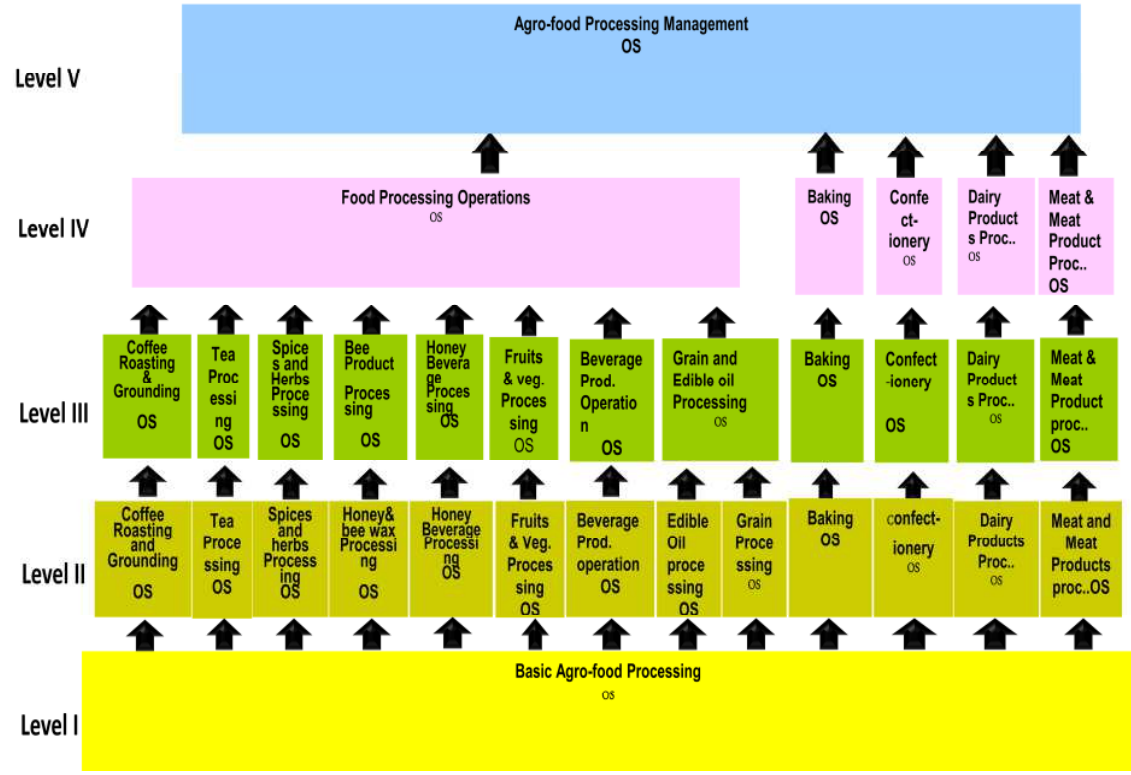 Agro-food Processing Management
OS
Level V
Food Processing Operations
OS
Baking
OS
Confe
ct-
ionery
OS
Dairy
Product
s Proc..
OS
Meat &
Meat
Product
Proc..
OS
Level IV
Coffee
Roasting
&
Grounding
OS
Tea
Proc
essi
ng
OS
Spice
s and
Herbs
Proce
ssing
OS
Bee
Product
Proces
sing
OS
Honey
Bevera
ge
Proces
sing
OS
Fruits
& veg.
Proces
sing
OS
Beverage
Prod.
Operatio
n
OS
Grain and
Edible oil
Processing
OS
Baking
OS
Confect
-ionery
OS
Dairy
Product
s Proc..
OS
Meat &
Meat
Product
proc..
OS
Level III
Coffee
Roasting
and
Grounding
OS
Tea
Proce
ssing
OS
Spices
and
herbs
Process
ing
OS
Honey&
bee wax
Processi
ng
OS
Honey
Beverage
Processi
ng
OS
Fruits
& Veg.
Proces
sing
OS
Beverage
Prod.
operation
OS
Edible
Oil
proce
ssing
OS
Grain
Proce
ssing
OS
Baking
OS
confect-
ionery
OS
Dairy
Products
Proc..
OS
Meat and
Meat
Products
proc..OS
Level II
Basic Agro-food Processing
OS
Level I